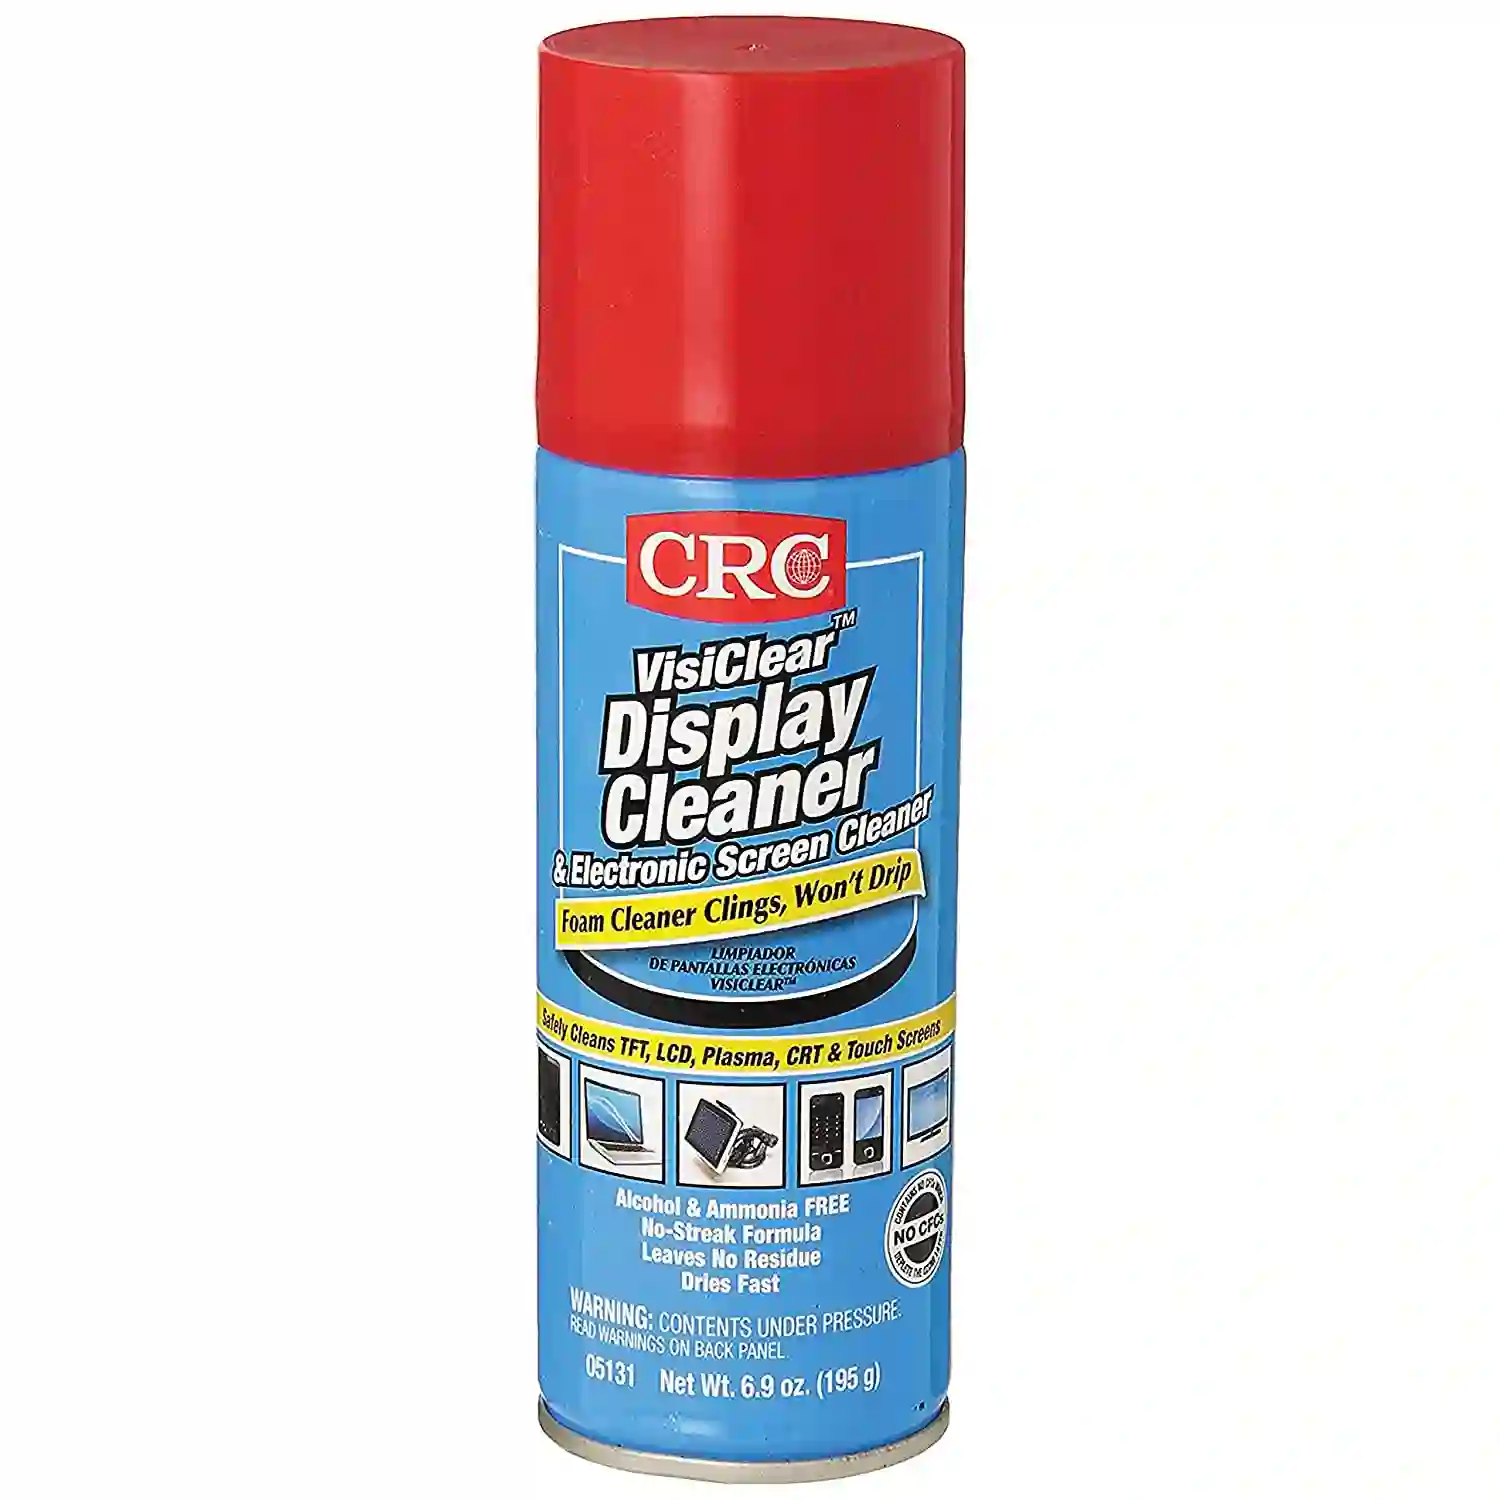 CRC
VisiClear™
Display
Cleaner
& Electronic Screen Cleaner
Foam Cleaner Clings, Won't Drip
LIMPIADOR
DE PANTALLAS ELECTRÓNICAS
VISICLEAR™
Safely Cleans TFT, LCD, Plasma, CRT & Touch Screens
Alcohol & Ammonia FREE
No-Streak Formula
Leaves No Residue
Dries Fast
NO CFCs
WARNING: CONTENTS UNDER PRESSURE.
READ WARNINGS ON BACK PANEL.
05131 Net Wt. 6.9 oz. (195 g)